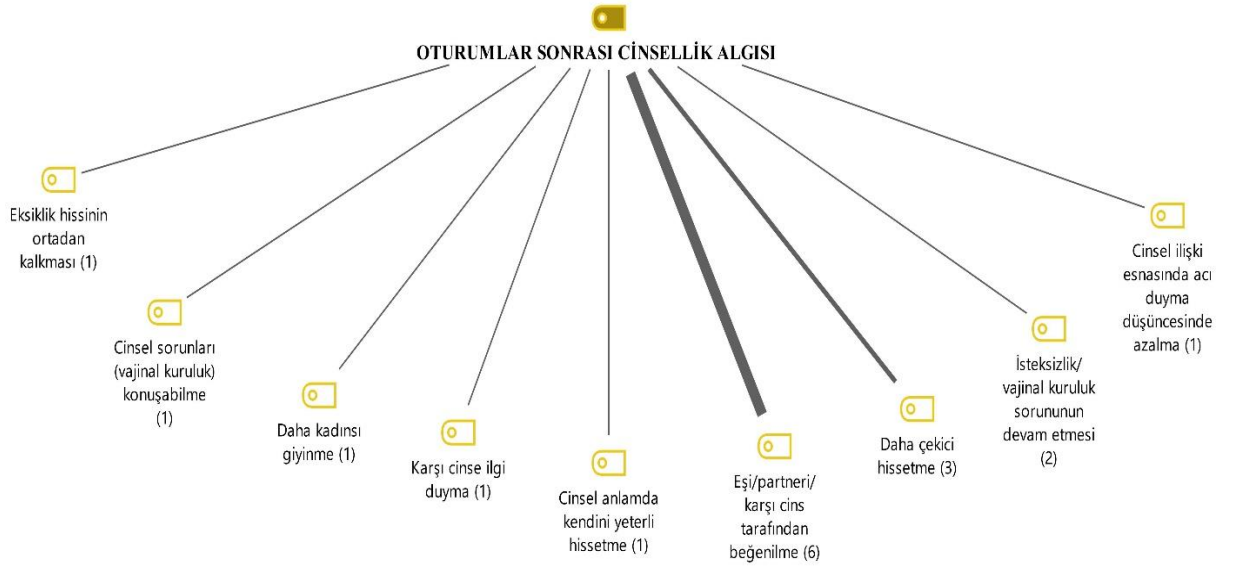 OTURUMLAR SONRASI CİNSELLİK ALGISI
Eksiklik hissinin
ortadan
kalkması (1)
Cinsel sorunları
(vajinal kuruluk)
konuşabilme
(1)
Daha kadınsı
giyinme (1)
Karşı cinse ilgi
duyma (1)
Cinsel anlamda
kendini yeterli
hissetme (1)
Eşi/partneri/
karşı cins
tarafından
beğenilme (6)
Daha çekici
hissetme (3)
İsteksizlik/
vajinal kuruluk
sorununun
devam etmesi
(2)
Cinsel ilişki
esnasında acı
duyma
düşüncesinde
azalma (1)